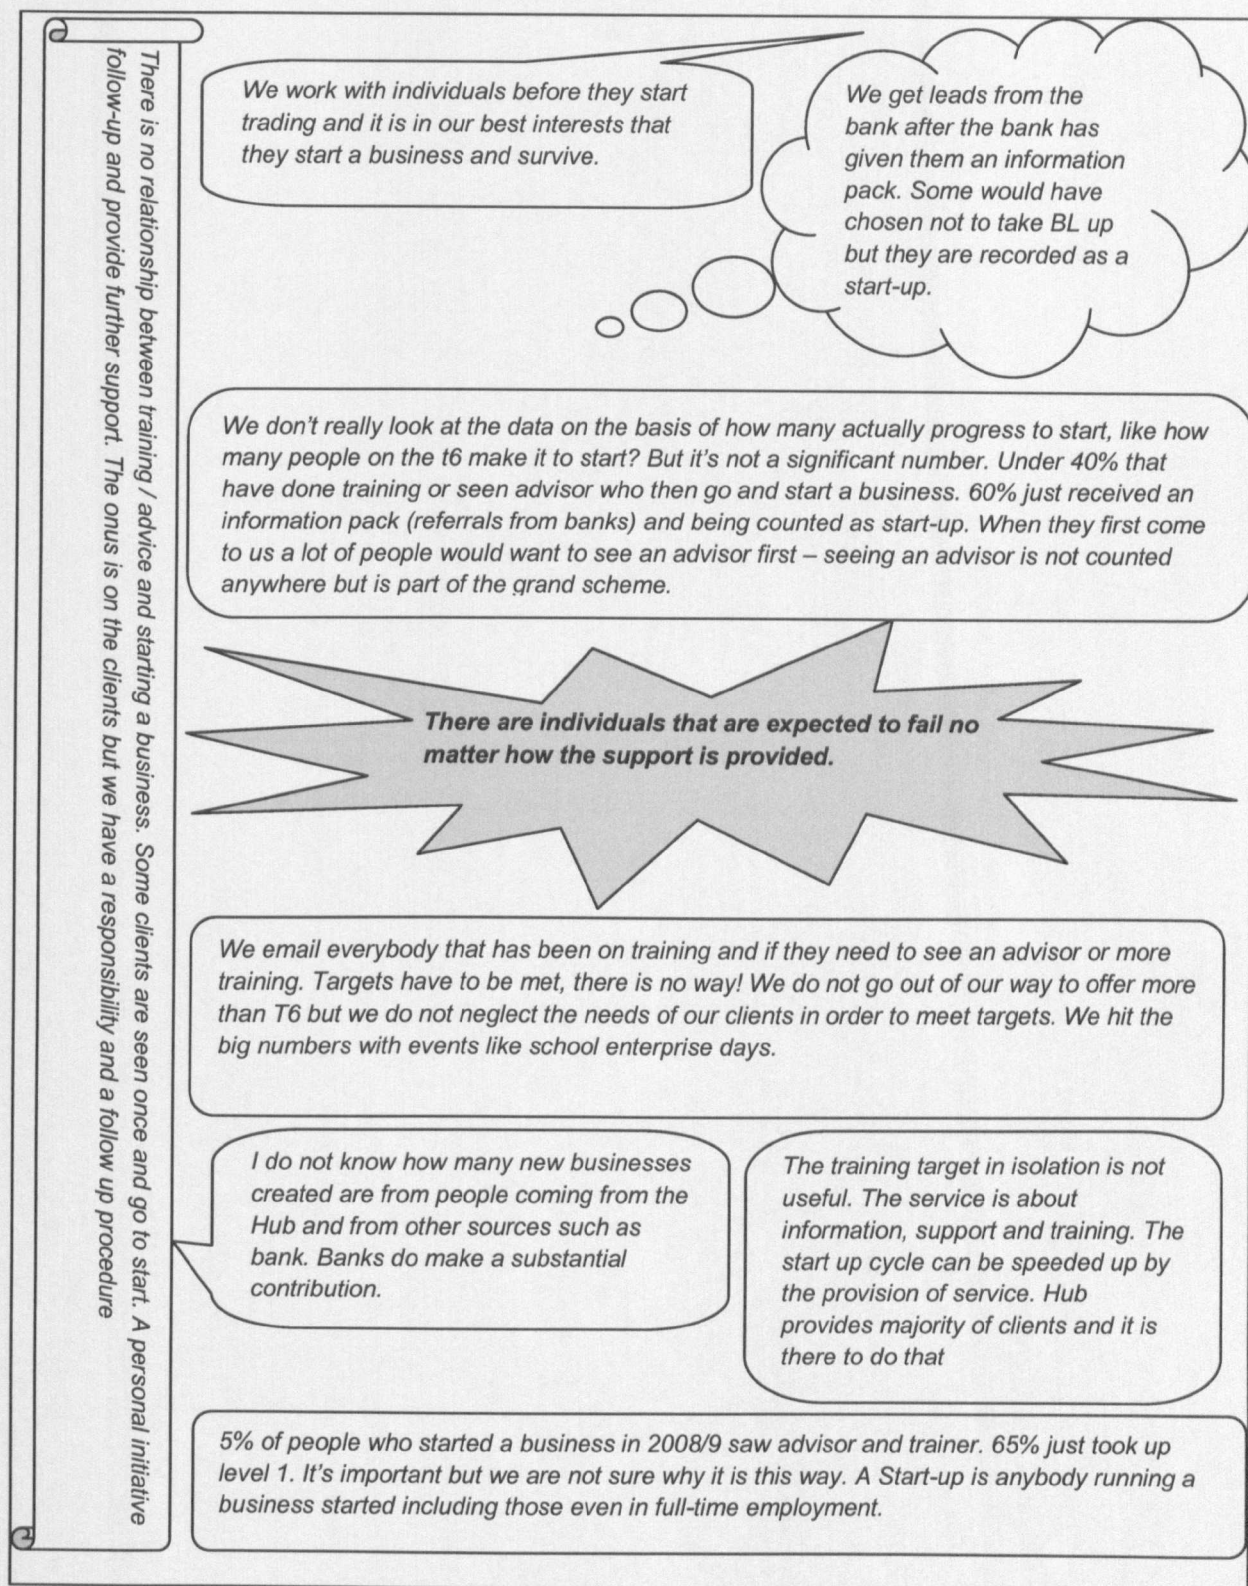 There is no relationship between training / advice and starting a business. Some clients are seen once and go to start. A personal initiative
follow-up and provide further support. The onus is on the clients but we have a responsibility and a follow up procedure
We work with individuals before they start
trading and it is in our best interests that
they start a business and survive.
We get leads from the
bank after the bank has
given them an information
pack. Some would have
chosen not to take BL up
but they are recorded as a
start-up.
We don't really look at the data on the basis of how many actually progress to start, like how
many people on the t6 make it to start? But it's not a significant number. Under 40% that
have done training or seen advisor who then go and start a business. 60% just received an
information pack (referrals from banks) and being counted as start-up. When they first come
to us a lot of people would want to see an advisor first – seeing an advisor is not counted
anywhere but is part of the grand scheme.
There are individuals that are expected to fail no
matter how the support is provided.
We email everybody that has been on training and if they need to see an advisor or more
training. Targets have to be met, there is no way! We do not go out of our way to offer more
than T6 but we do not neglect the needs of our clients in order to meet targets. We hit the
big numbers with events like school enterprise days.
I do not know how many new businesses
created are from people coming from the
Hub and from other sources such as
bank. Banks do make a substantial
contribution.
The training target in isolation is not
useful. The service is about
information, support and training. The
start up cycle can be speeded up by
the provision of service. Hub
provides majority of clients and it is
there to do that
5% of people who started a business in 2008/9 saw advisor and trainer. 65% just took up
level 1. It's important but we are not sure why it is this way. A Start-up is anybody running a
business started including those even in full-time employment.